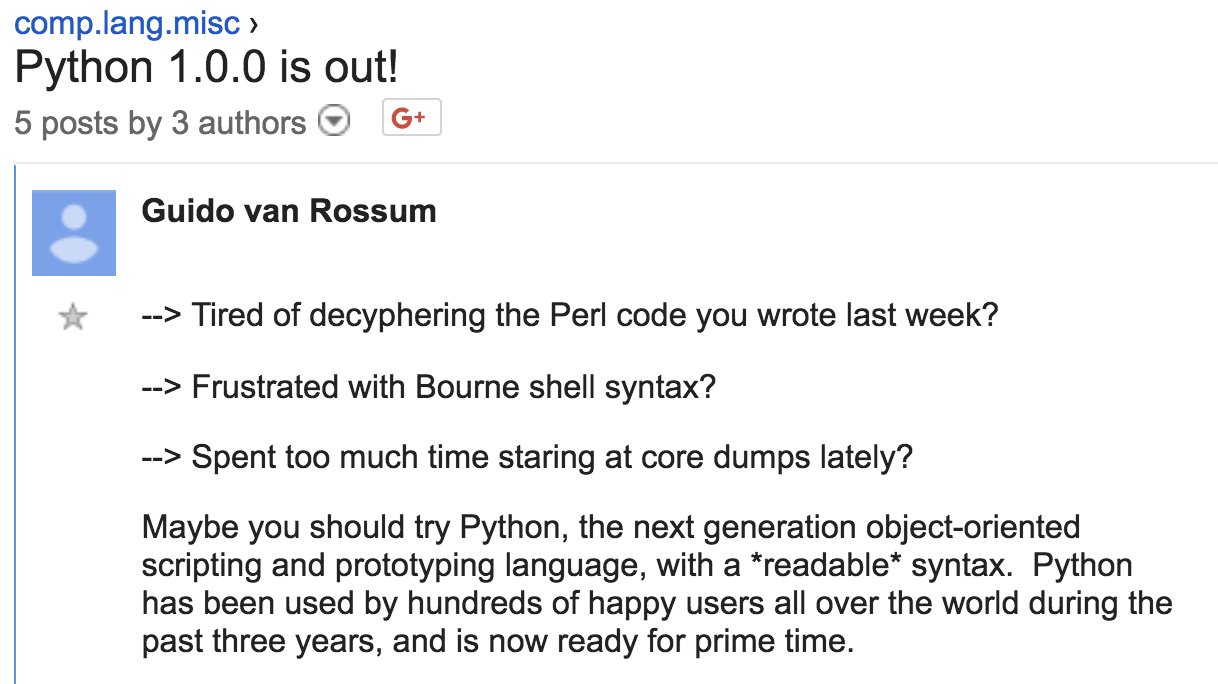 comp.lang.misc ›
Python 1.0.0 is out!
5 posts by 3 authors
G+
Guido van Rossum
--> Tired of decyphering the Perl code you wrote last week?
--> Frustrated with Bourne shell syntax?
--> Spent too much time staring at core dumps lately?
Maybe you should try Python, the next generation object-oriented
scripting and prototyping language, with a *readable* syntax.  Python
has been used by hundreds of happy users all over the world during the
past three years, and is now ready for prime time.